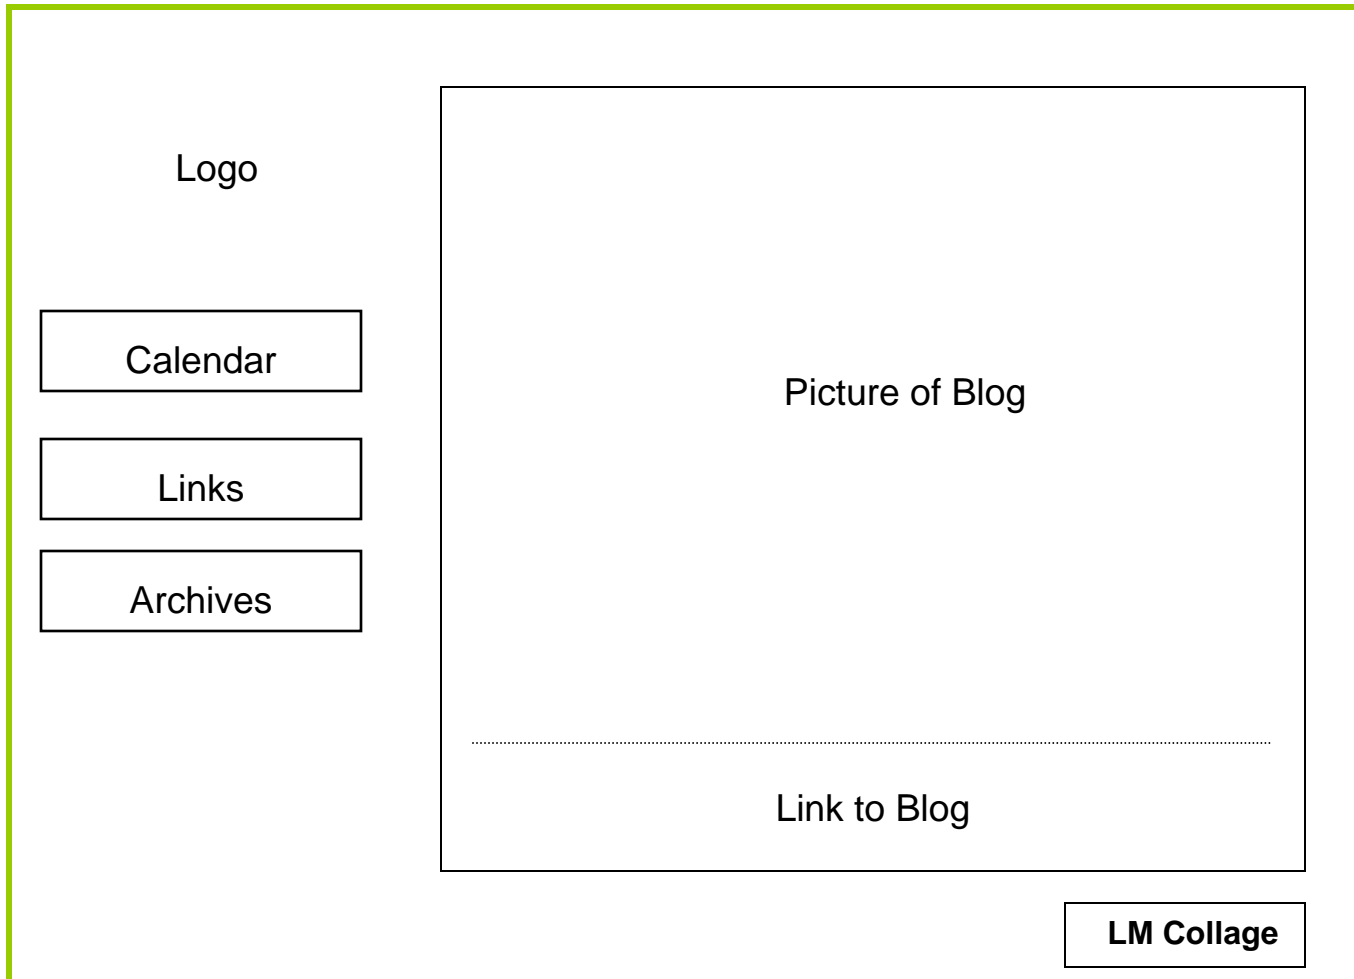 Logo
Calendar
Links
Archives
Picture of Blog
Link to Blog
LM Collage